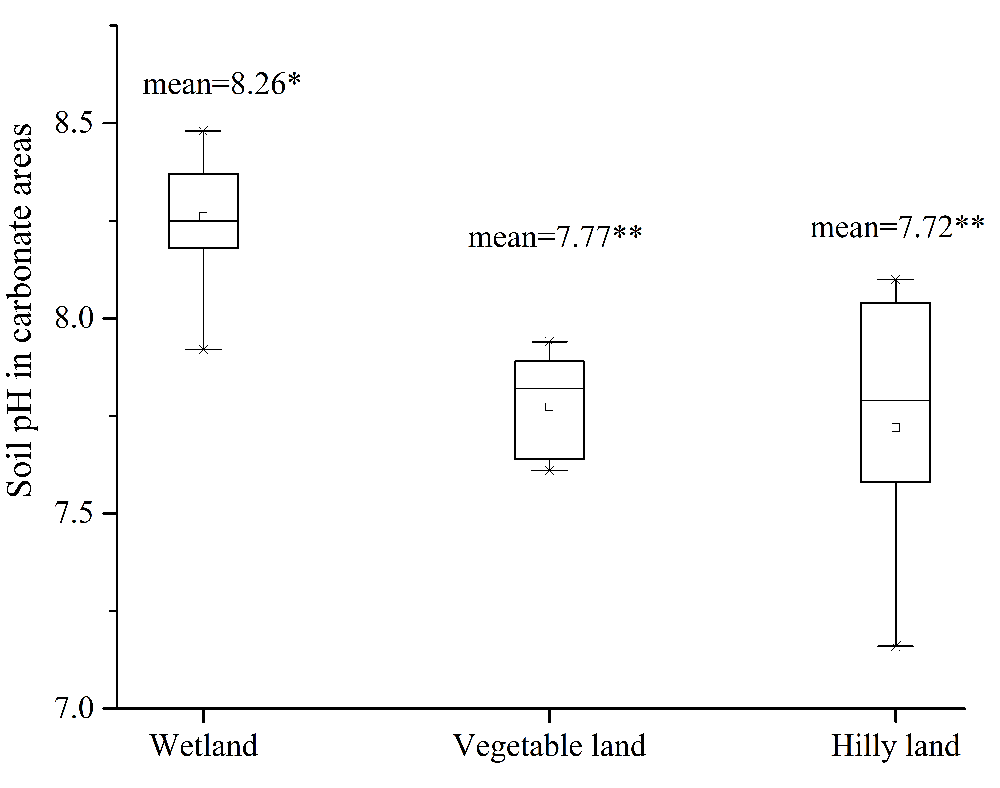 Soil pH in carbonate areas
8.5
8.0
7.5
7.0
mean=8.26*
mean=7.77**
mean=7.72**
Wetland
Vegetable land
Hilly land